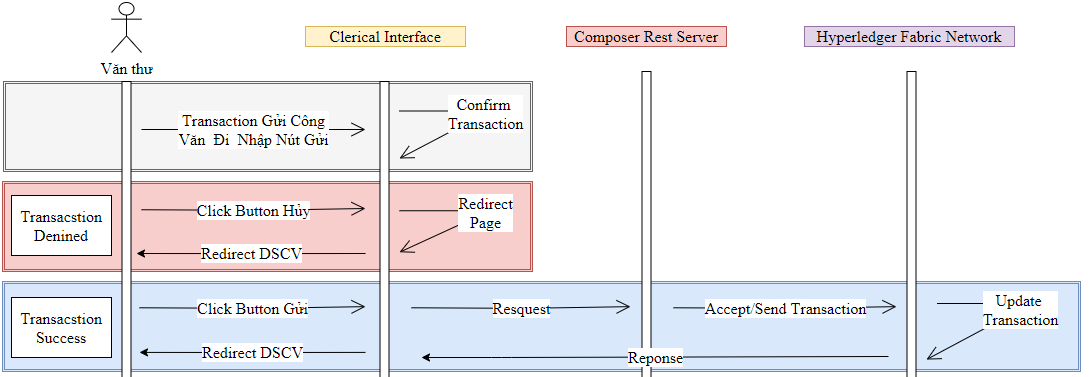 Clerical Interface
Composer Rest Server
Hyperledger Fabric Network
Văn thư
Transaction Gửi Công
Văn Đi Nhập Nút Gửi
Confirm
Transaction
Transacstion
Denined
Click Button Hủy
Redirect
Page
Redirect DSCV
Transacstion
Success
Click Button Gửi
Resquest
Accept/Send Transaction
Update
Transaction
Redirect DSCV
Reponse